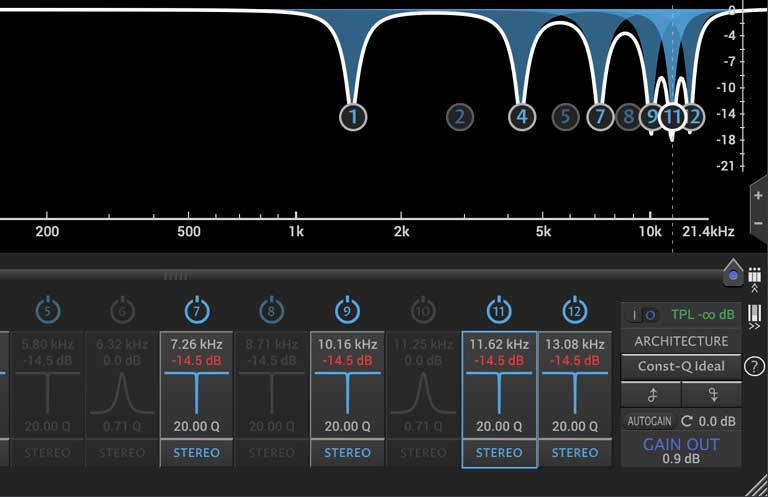 0
-4
-7
-10
-14
-18
-21
1 2 4 5 7 8 9 11 12
200 500 1k 2k 5k 10k 21.4kHz
5 6 7 8 9 10 11 12
5.80 kHz 6.32 kHz 7.26 kHz 8.71 kHz 10.16 kHz 11.25 kHz 11.62 kHz 13.08 kHz
-14.5 dB 0.0 dB -14.5 dB -14.5 dB -14.5 dB 0.0 dB -14.5 dB -14.5 dB
20.00 Q 0.71 Q 20.00 Q 20.00 Q 20.00 Q 0.71 Q 20.00 Q 20.00 Q
STEREO STEREO STEREO STEREO STEREO STEREO STEREO STEREO
I O TPL -∞ dB
ARCHITECTURE
Const-Q Ideal
AUTOGAIN 0.0 dB
GAIN OUT
0.9 dB
+
-
>>
?